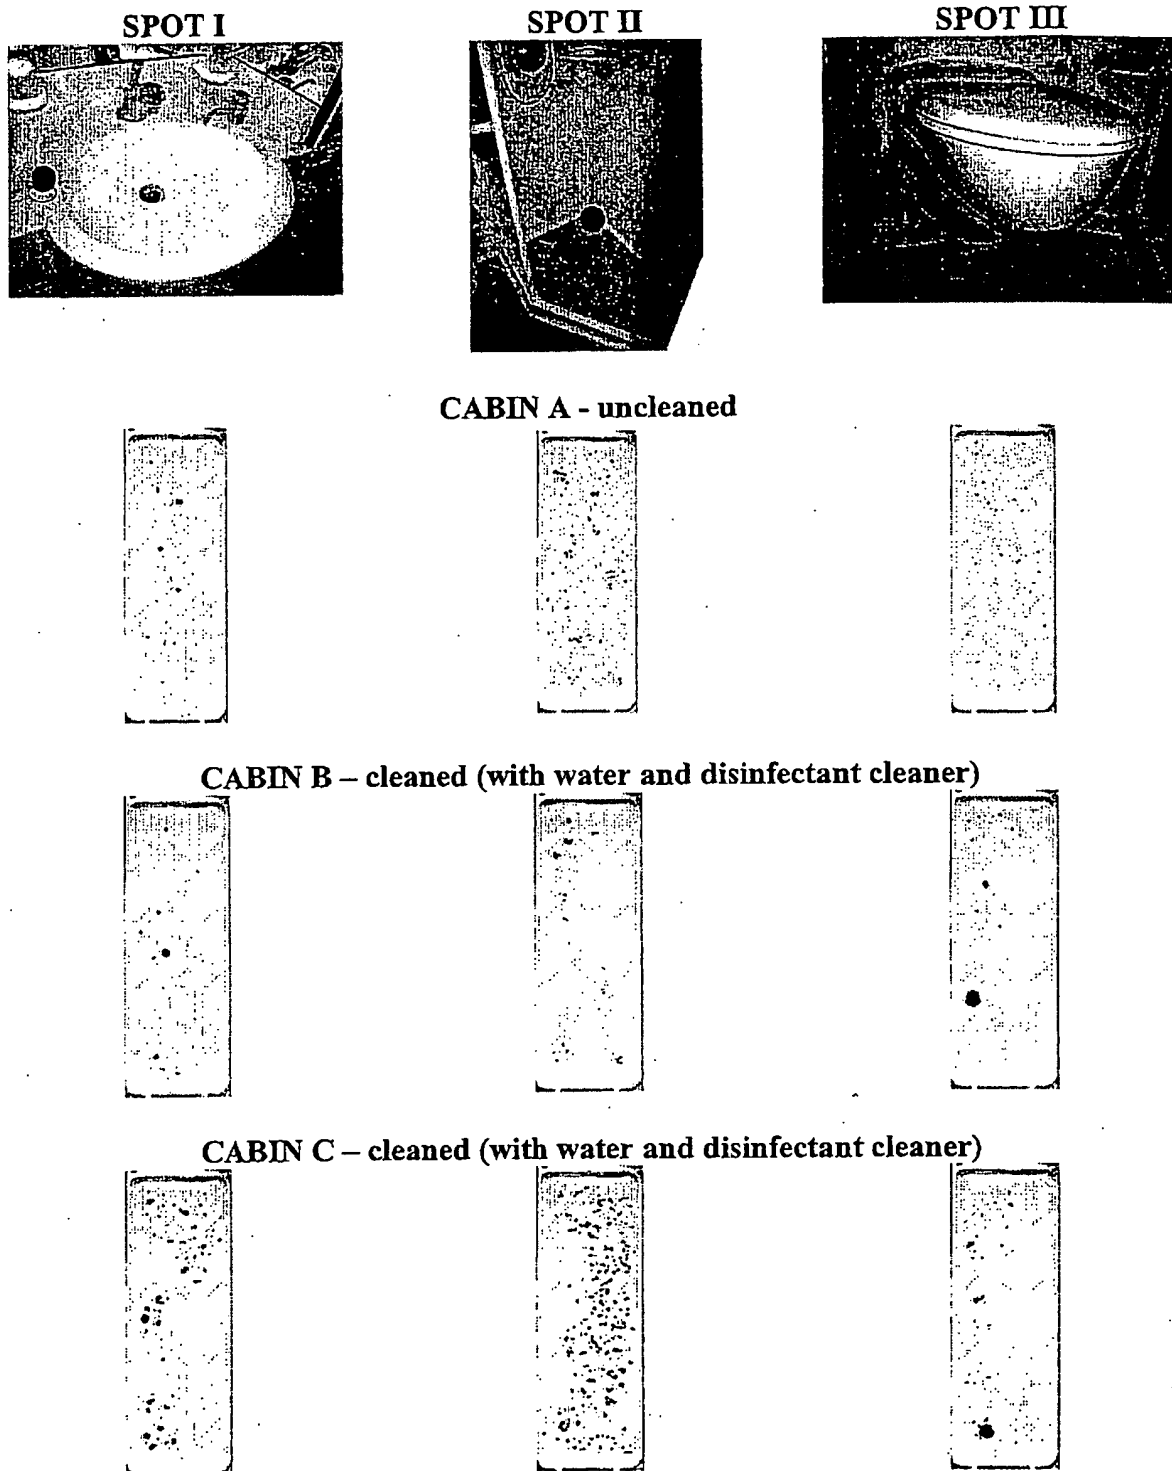 SPOT I
SPOT II
SPOT III
CABIN A - uncleaned
CABIN B – cleaned (with water and disinfectant cleaner)
CABIN C – cleaned (with water and disinfectant cleaner)